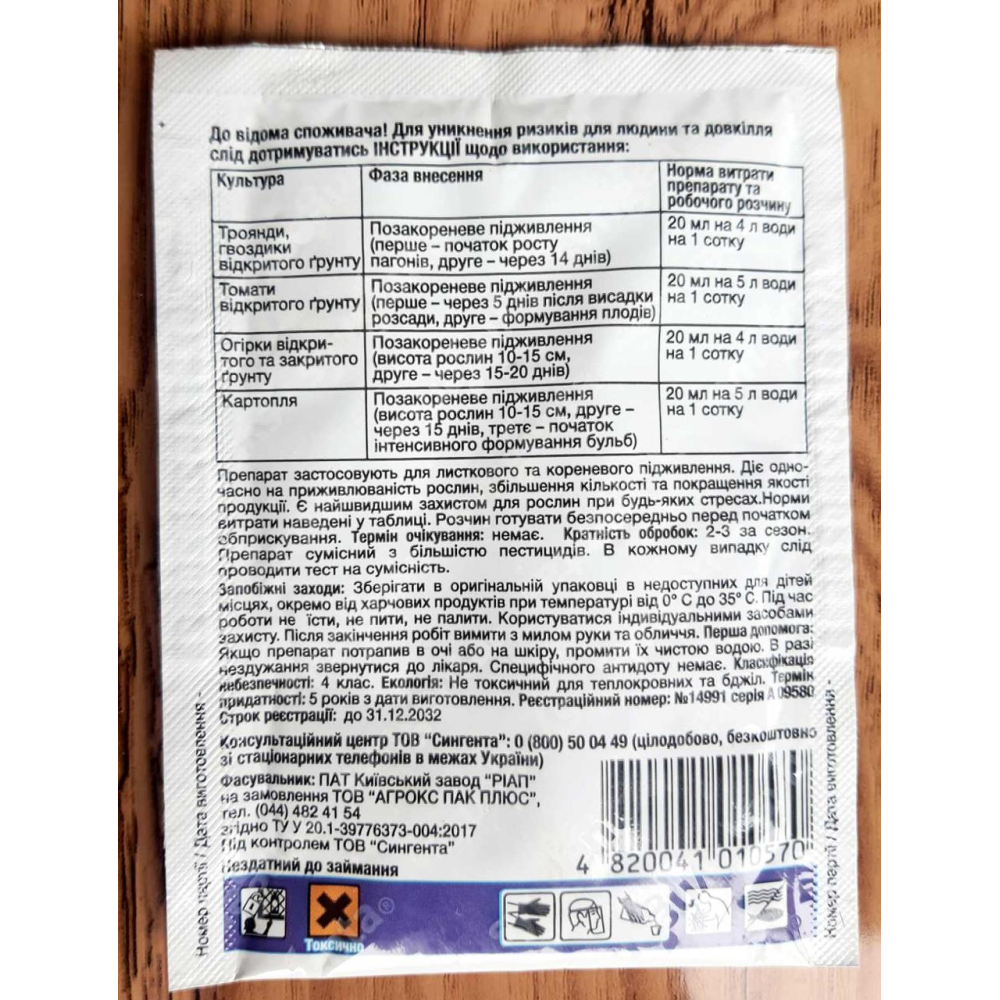 До відома споживача! Для уникнення ризиків для людини та довкілля
слід дотримуватись ІНСТРУКЦІЇ щодо використання:
Культура
Фаза внесення
Норма витрати
препарату та
робочого розчину
Троянди,
гвоздики
відкритого ґрунту
Позакореневе підживлення
(перше – початок росту
пагонів, друге – через 14 днів)
20 мл на 4 л води
на 1 сотку
Томати
відкритого ґрунту
Позакореневе підживлення
(перше – через 5 днів після висадки
розсади, друге – формування плодів)
20 мл на 5 л води
на 1 сотку
Огірки відкри-
того та закритого
ґрунту
Позакореневе підживлення
(висота рослин 10-15 см,
друге – через 15-20 днів)
20 мл на 4 л води
на 1 сотку
Картопля
Позакореневе підживлення
(висота рослин 10-15 см, друге –
через 15 днів, третє – початок
інтенсивного формування бульб)
20 мл на 5 л води
на 1 сотку
Препарат застосовують для листкового та кореневого підживлення. Діє одно-
часно на приживлюваність рослин, збільшення кількості та покращення якості
продукції. Є найшвидшим захистом для рослин при будь-яких стресах.Норми
витрати наведені у таблиці. Розчин готувати безпосередньо перед початком
обприскування. Термін очікування: немає. Кратність обробок: 2-3 за сезон.
Препарат сумісний з більшістю пестицидів. В кожному випадку слід
проводити тест на сумісність.
Запобіжні заходи: Зберігати в оригінальній упаковці в недоступних для дітей
місцях, окремо від харчових продуктів при температурі від 0° С до 35° С. Під час
роботи не їсти, не пити, не палити. Користуватися індивідуальними засобами
захисту. Після закінчення робіт вимити з милом руки та обличчя. Перша допомога:
Якщо препарат потрапив в очі або на шкіру, промити їх чистою водою. В разі
нездужання звернутися до лікаря. Специфічного антидоту немає. Класифікація
небезпечності: 4 клас. Екологія: Не токсичний для теплокровних та бджіл. Термін
придатності: 5 років з дати виготовлення. Реєстраційний номер: №14991 серія А 09580
Строк реєстрації: до 31.12.2032
Консультаційний центр ТОВ "Сингента": 0 (800) 50 04 49 (цілодобово, безкоштовно
зі стаціонарних телефонів в межах України)
Фасувальник: ПАТ Київський завод "РІАП"
на замовлення ТОВ "АГРОКС ПАК ПЛЮС",
тел. (044) 482 41 54
згідно ТУ У 20.1-39776373-004:2017
Під контролем ТОВ "Сингента"
Нездатний до займання
4 820041 010570
Токсично
Номер партії / Дата виготовлення -
Номер партії / Дата виготовлення -